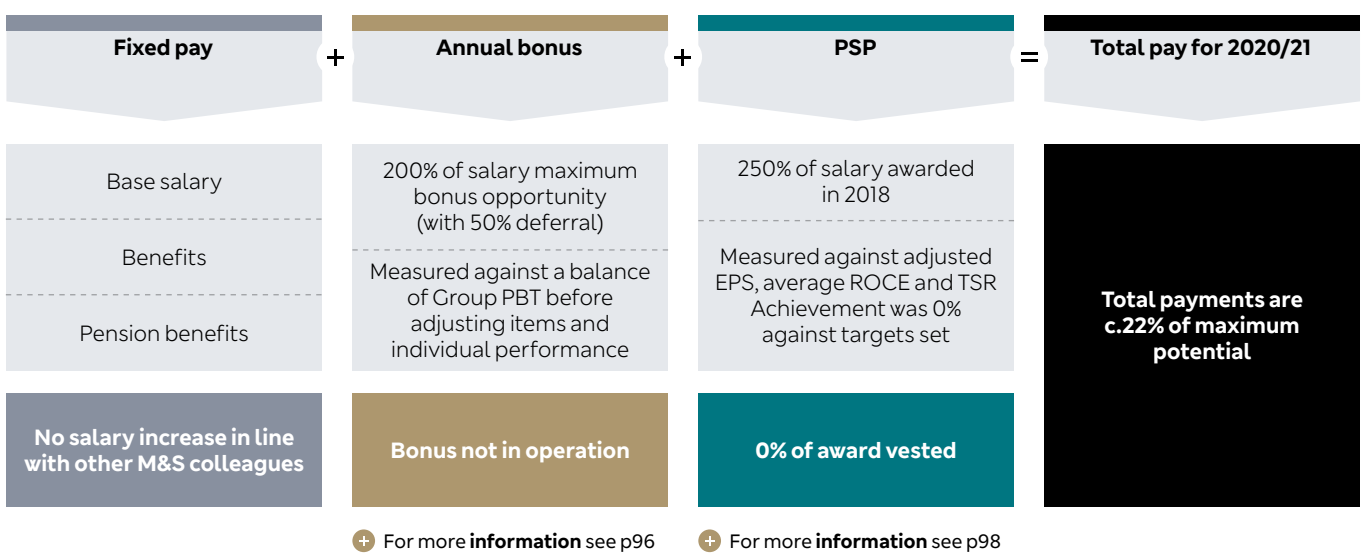 Fixed pay
+
Annual bonus
+
PSP
=
Total pay for 2020/21
Base salary
Benefits
Pension benefits
No salary increase in line
with other M&S colleagues
200% of salary maximum
bonus opportunity
(with 50% deferral)
Measured against a balance
of Group PBT before
adjusting items and
individual performance
Bonus not in operation
+ For more information see p96
250% of salary awarded
in 2018
Measured against adjusted
EPS, average ROCE and TSR
Achievement was 0%
against targets set
0% of award vested
+ For more information see p98
Total payments are
c.22% of maximum
potential